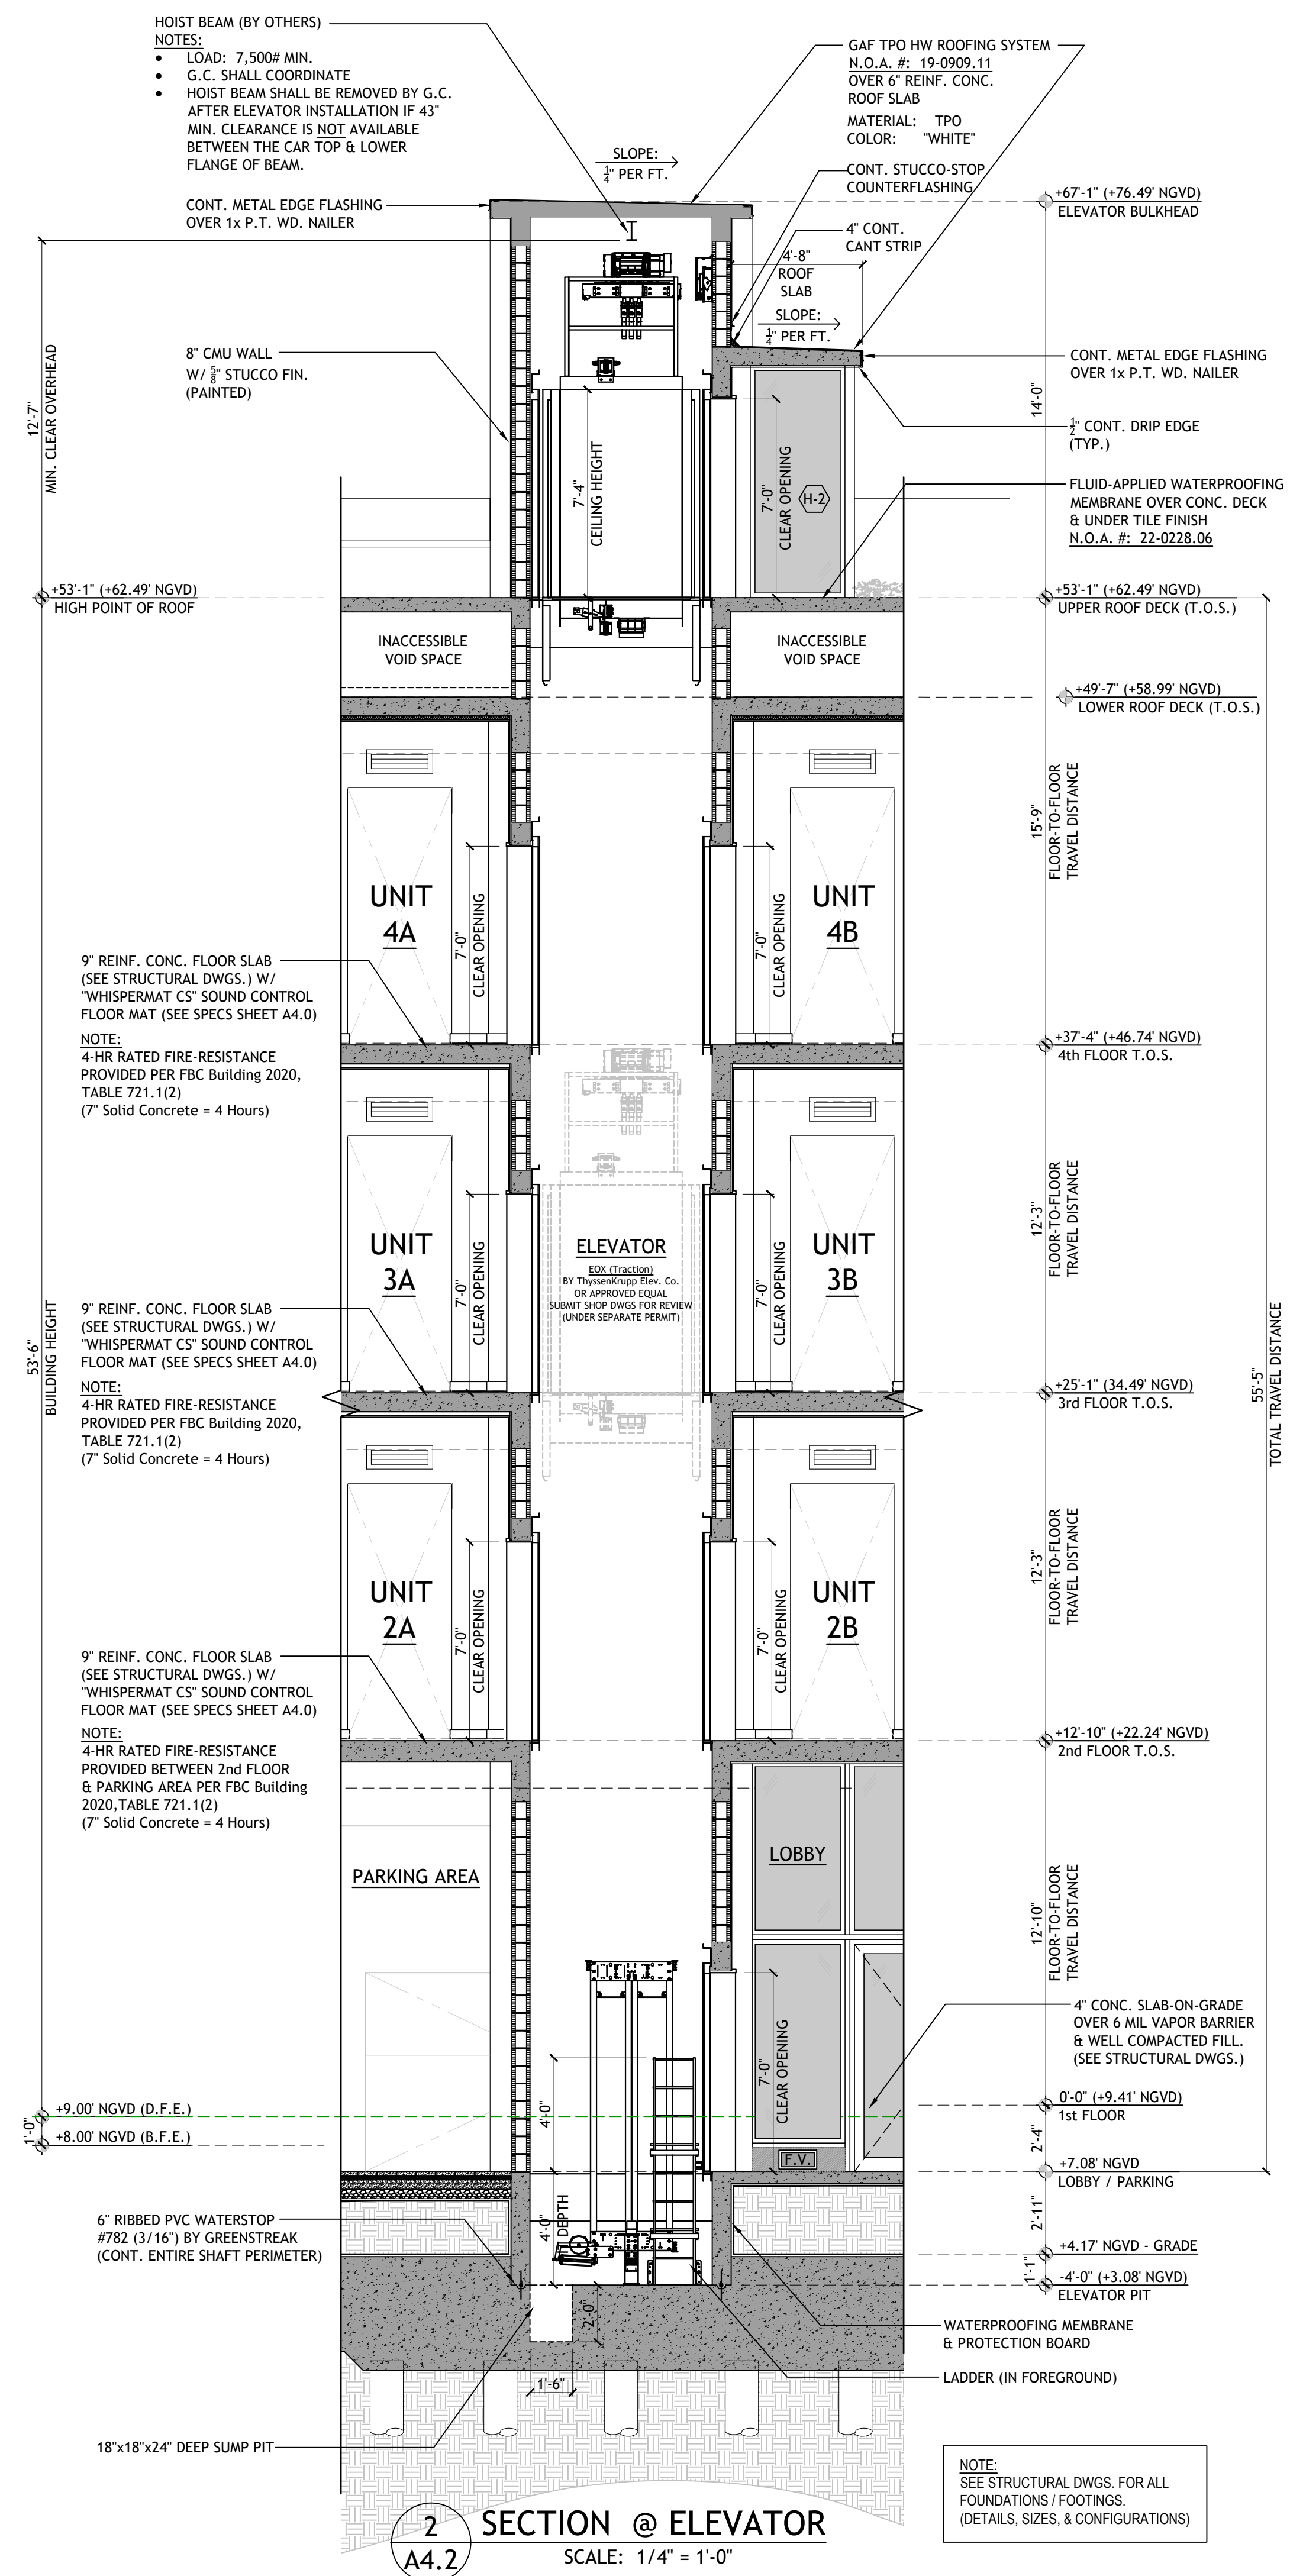 HOIST BEAM (BY OTHERS)
NOTES:
• LOAD: 7,500# MIN.
• G.C. SHALL COORDINATE
• HOIST BEAM SHALL BE REMOVED BY G.C.
AFTER ELEVATOR INSTALLATION IF 43"
MIN. CLEARANCE IS NOT AVAILABLE
BETWEEN THE CAR TOP & LOWER
FLANGE OF BEAM.
GAF TPO HW ROOFING SYSTEM
N.O.A. #: 19-0909.11
OVER 6" REINF. CONC.
ROOF SLAB
MATERIAL: TPO
COLOR: "WHITE"
SLOPE:
1/4" PER FT.
CONT. STUCCO-STOP
COUNTERFLASHING
CONT. METAL EDGE FLASHING
OVER 1x P.T. WD. NAILER
+67'-1" (+76.49' NGVD)
ELEVATOR BULKHEAD
4" CONT.
CANT STRIP
4'-8"
ROOF
SLAB
SLOPE:
1/4" PER FT.
8" CMU WALL
W/ 5/8" STUCCO FIN.
(PAINTED)
CONT. METAL EDGE FLASHING
OVER 1x P.T. WD. NAILER
12'-7"
MIN. CLEAR OVERHEAD
14'-0"
1/2" CONT. DRIP EDGE
(TYP.)
7'-4"
CEILING HEIGHT
7'-0"
CLEAR OPENING
H-2
FLUID-APPLIED WATERPROOFING
MEMBRANE OVER CONC. DECK
& UNDER TILE FINISH
N.O.A. #: 22-0228.06
+53'-1" (+62.49' NGVD)
HIGH POINT OF ROOF
+53'-1" (+62.49' NGVD)
UPPER ROOF DECK (T.O.S.)
INACCESSIBLE
VOID SPACE
INACCESSIBLE
VOID SPACE
+49'-7" (+58.99' NGVD)
LOWER ROOF DECK (T.O.S.)
15'-9"
FLOOR-TO-FLOOR
TRAVEL DISTANCE
UNIT
4A
7'-0"
CLEAR OPENING
7'-0"
CLEAR OPENING
UNIT
4B
9" REINF. CONC. FLOOR SLAB
(SEE STRUCTURAL DWGS.) W/
"WHISPERMAT CS" SOUND CONTROL
FLOOR MAT (SEE SPECS SHEET A4.0)
NOTE:
4-HR RATED FIRE-RESISTANCE
PROVIDED PER FBC Building 2020,
TABLE 721.1(2)
(7" Solid Concrete = 4 Hours)
+37'-4" (+46.74' NGVD)
4th FLOOR T.O.S.
12'-3"
FLOOR-TO-FLOOR
TRAVEL DISTANCE
UNIT
3A
7'-0"
CLEAR OPENING
ELEVATOR
EOX (Traction)
BY ThyssenKrupp Elev. Co.
OR APPROVED EQUAL
SUBMIT SHOP DWGS FOR REVIEW
(UNDER SEPARATE PERMIT)
7'-0"
CLEAR OPENING
UNIT
3B
53'-6"
BUILDING HEIGHT
9" REINF. CONC. FLOOR SLAB
(SEE STRUCTURAL DWGS.) W/
"WHISPERMAT CS" SOUND CONTROL
FLOOR MAT (SEE SPECS SHEET A4.0)
NOTE:
4-HR RATED FIRE-RESISTANCE
PROVIDED PER FBC Building 2020,
TABLE 721.1(2)
(7" Solid Concrete = 4 Hours)
+25'-1" (34.49' NGVD)
3rd FLOOR T.O.S.
55'-5"
TOTAL TRAVEL DISTANCE
12'-3"
FLOOR-TO-FLOOR
TRAVEL DISTANCE
UNIT
2A
7'-0"
CLEAR OPENING
7'-0"
CLEAR OPENING
UNIT
2B
9" REINF. CONC. FLOOR SLAB
(SEE STRUCTURAL DWGS.) W/
"WHISPERMAT CS" SOUND CONTROL
FLOOR MAT (SEE SPECS SHEET A4.0)
NOTE:
4-HR RATED FIRE-RESISTANCE
PROVIDED BETWEEN 2nd FLOOR
& PARKING AREA PER FBC Building
2020,TABLE 721.1(2)
(7" Solid Concrete = 4 Hours)
+12'-10" (+22.24' NGVD)
2nd FLOOR T.O.S.
PARKING AREA
LOBBY
12'-10"
FLOOR-TO-FLOOR
TRAVEL DISTANCE
7'-0"
CLEAR OPENING
4" CONC. SLAB-ON-GRADE
OVER 6 MIL VAPOR BARRIER
& WELL COMPACTED FILL.
(SEE STRUCTURAL DWGS.)
4'-0"
+9.00' NGVD (D.F.E.)
1'-0"
+8.00' NGVD (B.F.E.)
0'-0" (+9.41' NGVD)
1st FLOOR
2'-4"
F.V.
+7.08' NGVD
LOBBY / PARKING
2'-11"
6" RIBBED PVC WATERSTOP
#782 (3/16") BY GREENSTREAK
(CONT. ENTIRE SHAFT PERIMETER)
4'-0"
DEPTH
+4.17' NGVD - GRADE
1'-1"
-4'-0" (+3.08' NGVD)
ELEVATOR PIT
2'-0"
WATERPROOFING MEMBRANE
& PROTECTION BOARD
LADDER (IN FOREGROUND)
1'-6"
18"x18"x24" DEEP SUMP PIT
NOTE:
SEE STRUCTURAL DWGS. FOR ALL
FOUNDATIONS / FOOTINGS.
(DETAILS, SIZES, & CONFIGURATIONS)
2
A4.2
SECTION @ ELEVATOR
SCALE: 1/4" = 1'-0"